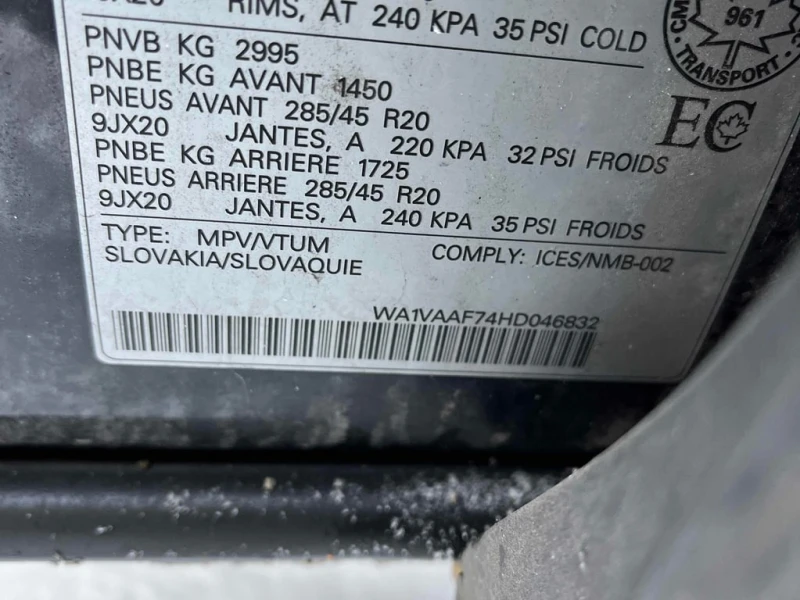 RIMS, AT 240 KPA 35 PSI COLD
PNVB KG 2995
PNBE KG AVANT 1450
PNEUS AVANT 285/45 R20
9JX20 JANTES, A 220 KPA 32 PSI FROIDS
PNBE KG ARRIERE 1725
PNEUS ARRIERE 285/45 R20
9JX20 JANTES, A 240 KPA 35 PSI FROIDS
TYPE: MPV/VTUM
SLOVAKIA/SLOVAQUIE
COMPLY: ICES/NMB-002
WA1VAAF74HD046832
961
TRANSPORT
EC